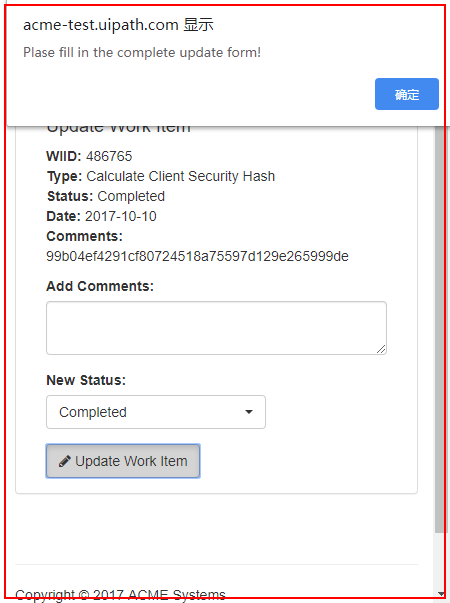 acme-test.uipath.com 显示
Plase fill in the complete update form!
确定
Update Work Item
WIID: 486765
Type: Calculate Client Security Hash
Status: Completed
Date: 2017-10-10
Comments:
99b04ef4291cf80724518a75597d129e265999de
Add Comments:
New Status:
Completed
Update Work Item
Copyright © 2017 ACME Systems